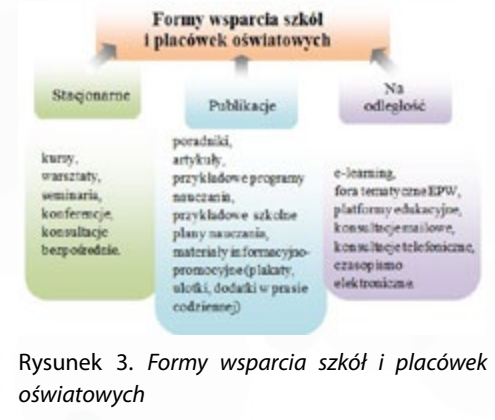 Formy wsparcia szkół
i placówek oświatowych
Stacjonarne
kursy,
warsztaty,
seminaria,
konferencje,
konsultacje
bezpośrednie.
Publikacje
poradniki,
artykuły,
przykładowe programy
nauczania,
przykładowe szkolne
plany nauczania,
materiały informacyjno-
promocyjne (plakaty,
ulotki, dodatki w prasie
codziennej)
Na
odległość
e-learning,
fora tematyczne EPW,
platformy edukacyjne,
konsultacje mailowe,
konsultacje telefoniczne,
czasopismo
elektroniczne.
Rysunek 3. Formy wsparcia szkół i placówek
oświatowych